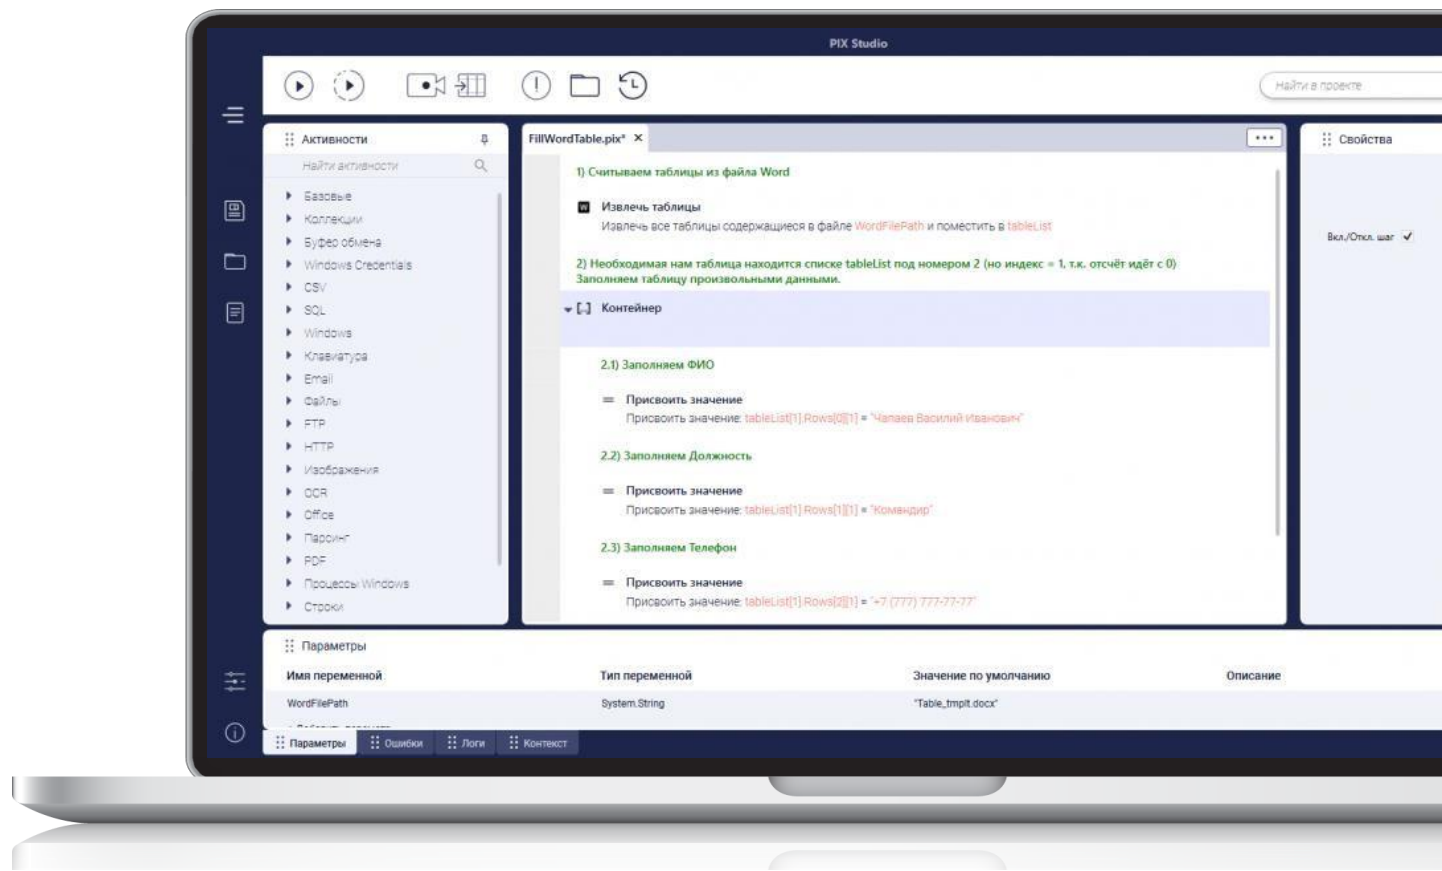 PIX Studio
Найти в проекте
Активности
Найти активности
Базовые
Коллекции
Буфер обмена
Windows Credentials
CSV
SQL
Windows
Клавиатура
Email
Файлы
FTP
HTTP
Изображения
OCR
Office
Парсинг
PDF
Процессы Windows
Строки
FillWordTable.pix* ×
1) Считываем таблицы из файла Word
Извлечь таблицы
Извлечь все таблицы содержащиеся в файле WordFilePath и поместить в tableList
2) Необходимая нам таблица находится списке tableList под номером 2 (но индекс = 1, т.к. отсчёт идёт с 0)
Заполняем таблицу произвольными данными.
Контейнер
2.1) Заполняем ФИО
Присвоить значение
Присвоить значение: tableList[1].Rows[0][1] = "Чапаев Василий Иванович"
2.2) Заполняем Должность
Присвоить значение
Присвоить значение: tableList[1].Rows[1][1] = "Командир"
2.3) Заполняем Телефон
Присвоить значение
Присвоить значение: tableList[1].Rows[2][1] = "+7 (777) 777-77-77"
Свойства
Вкл./Откл. шаг
Параметры
Имя переменной Тип переменной Значение по умолчанию Описание
WordFilePath System.String "Table_tmplt.docx"
Параметры Ошибки Логи Контекст